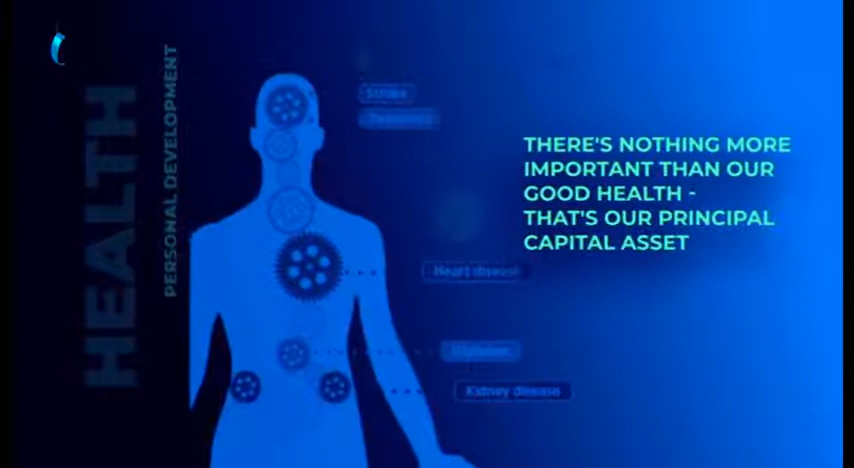 HEALTH
PERSONAL DEVELOPMENT
Stroke
THERE'S NOTHING MORE
IMPORTANT THAN OUR
GOOD HEALTH -
THAT'S OUR PRINCIPAL
CAPITAL ASSET
Heart disease
Kidney disease